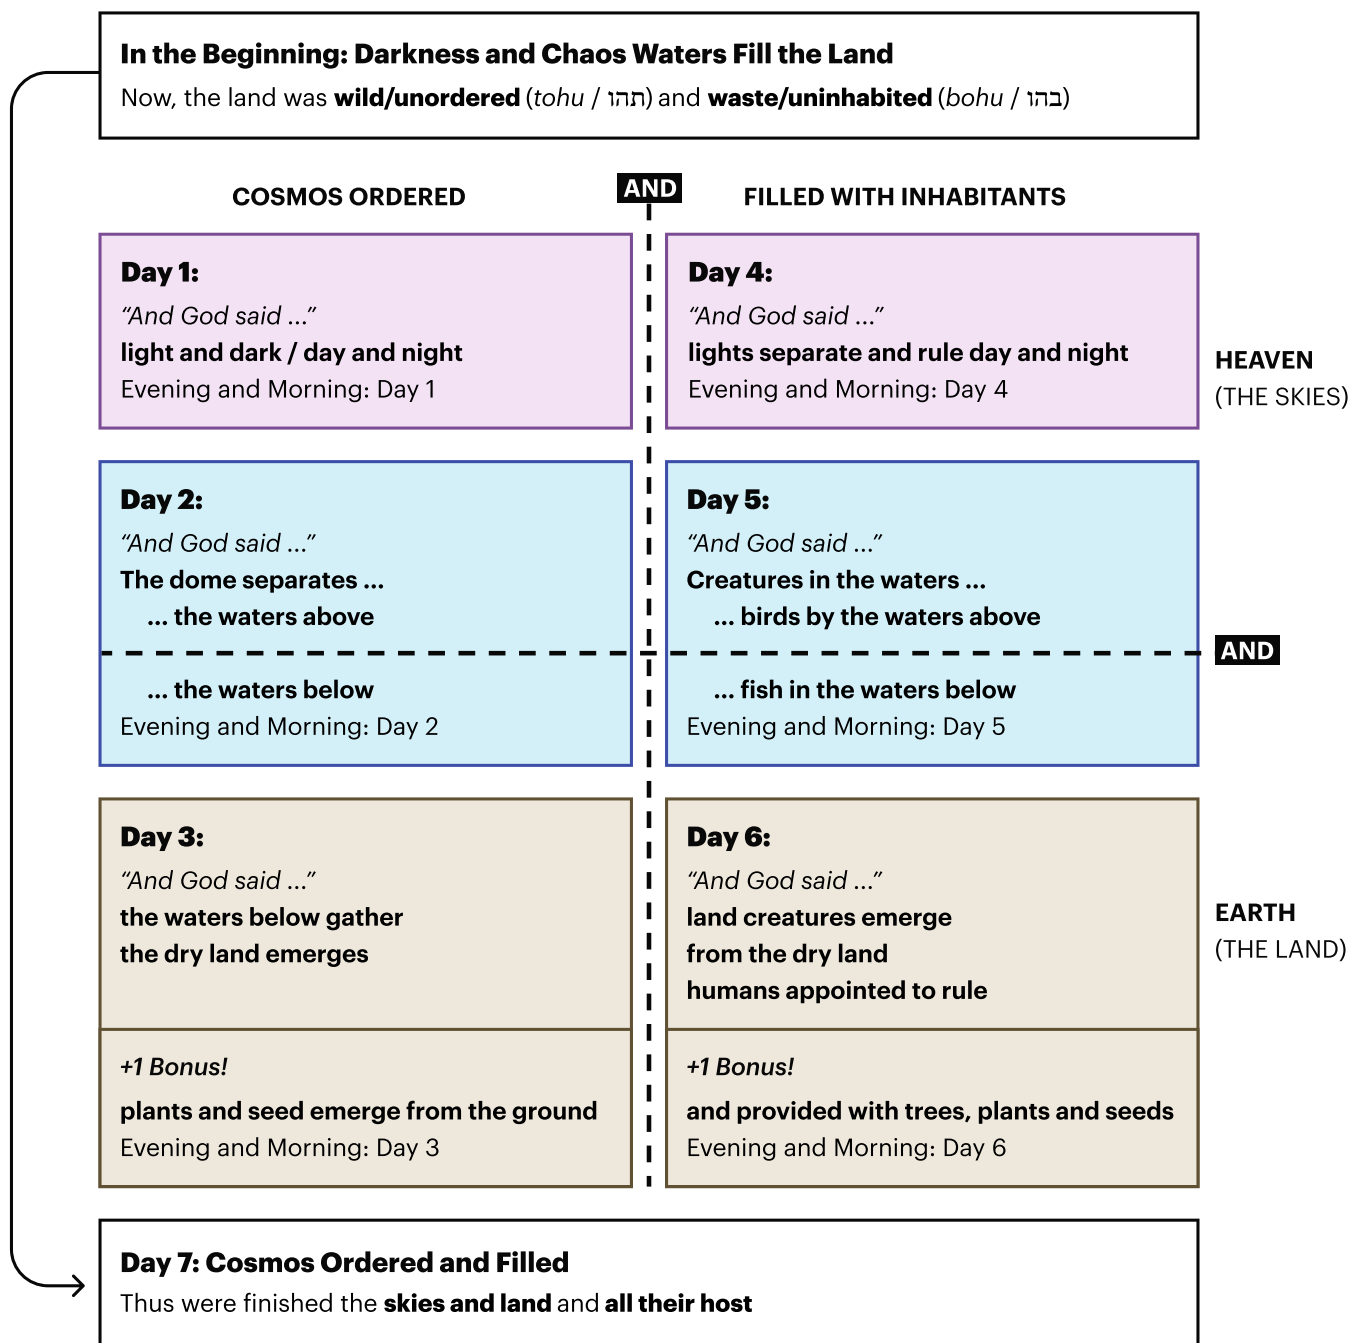 In the Beginning: Darkness and Chaos Waters Fill the Land
Now, the land was wild/unordered (tohu / תהו) and waste/uninhabited (bohu / בהו)
COSMOS ORDERED
AND
FILLED WITH INHABITANTS
Day 1:
“And God said ...”
light and dark / day and night
Evening and Morning: Day 1
Day 4:
“And God said ...”
lights separate and rule day and night
Evening and Morning: Day 4
HEAVEN
(THE SKIES)
Day 2:
“And God said ...”
The dome separates ...
... the waters above
... the waters below
Evening and Morning: Day 2
Day 5:
“And God said ...”
Creatures in the waters ...
... birds by the waters above
... fish in the waters below
Evening and Morning: Day 5
AND
Day 3:
“And God said ...”
the waters below gather
the dry land emerges
+1 Bonus!
plants and seed emerge from the ground
Evening and Morning: Day 3
Day 6:
“And God said ...”
land creatures emerge
from the dry land
humans appointed to rule
+1 Bonus!
and provided with trees, plants and seeds
Evening and Morning: Day 6
EARTH
(THE LAND)
Day 7: Cosmos Ordered and Filled
Thus were finished the skies and land and all their host